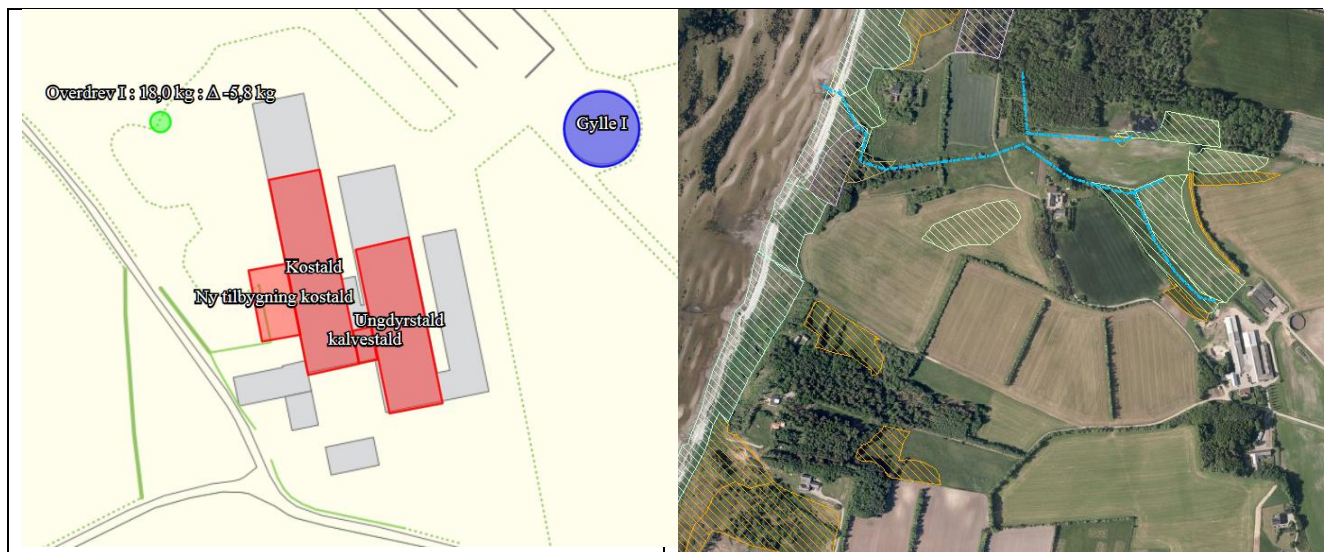 Overdrev I : 18,0 kg : Δ -5,8 kg
Gylle I
Kostald
Ny tilbygning kostald
Ungdyrstald
kalvestald